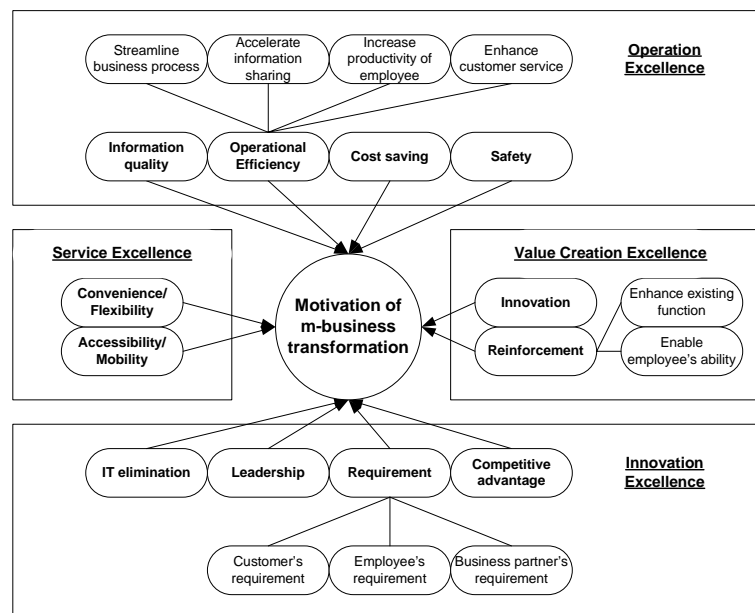 Streamline
business process
Accelerate
information
sharing
Increase
productivity of
employee
Enhance
customer service
Operation
Excellence
Information
quality
Operational
Efficiency
Cost saving
Safety
Service Excellence
Convenience/
Flexibility
Accessibility/
Mobility
Motivation of
m-business
transformation
Value Creation Excellence
Innovation
Reinforcement
Enhance existing
function
Enable
employee's ability
IT elimination
Leadership
Requirement
Competitive
advantage
Innovation
Excellence
Customer's
requirement
Employee's
requirement
Business partner's
requirement